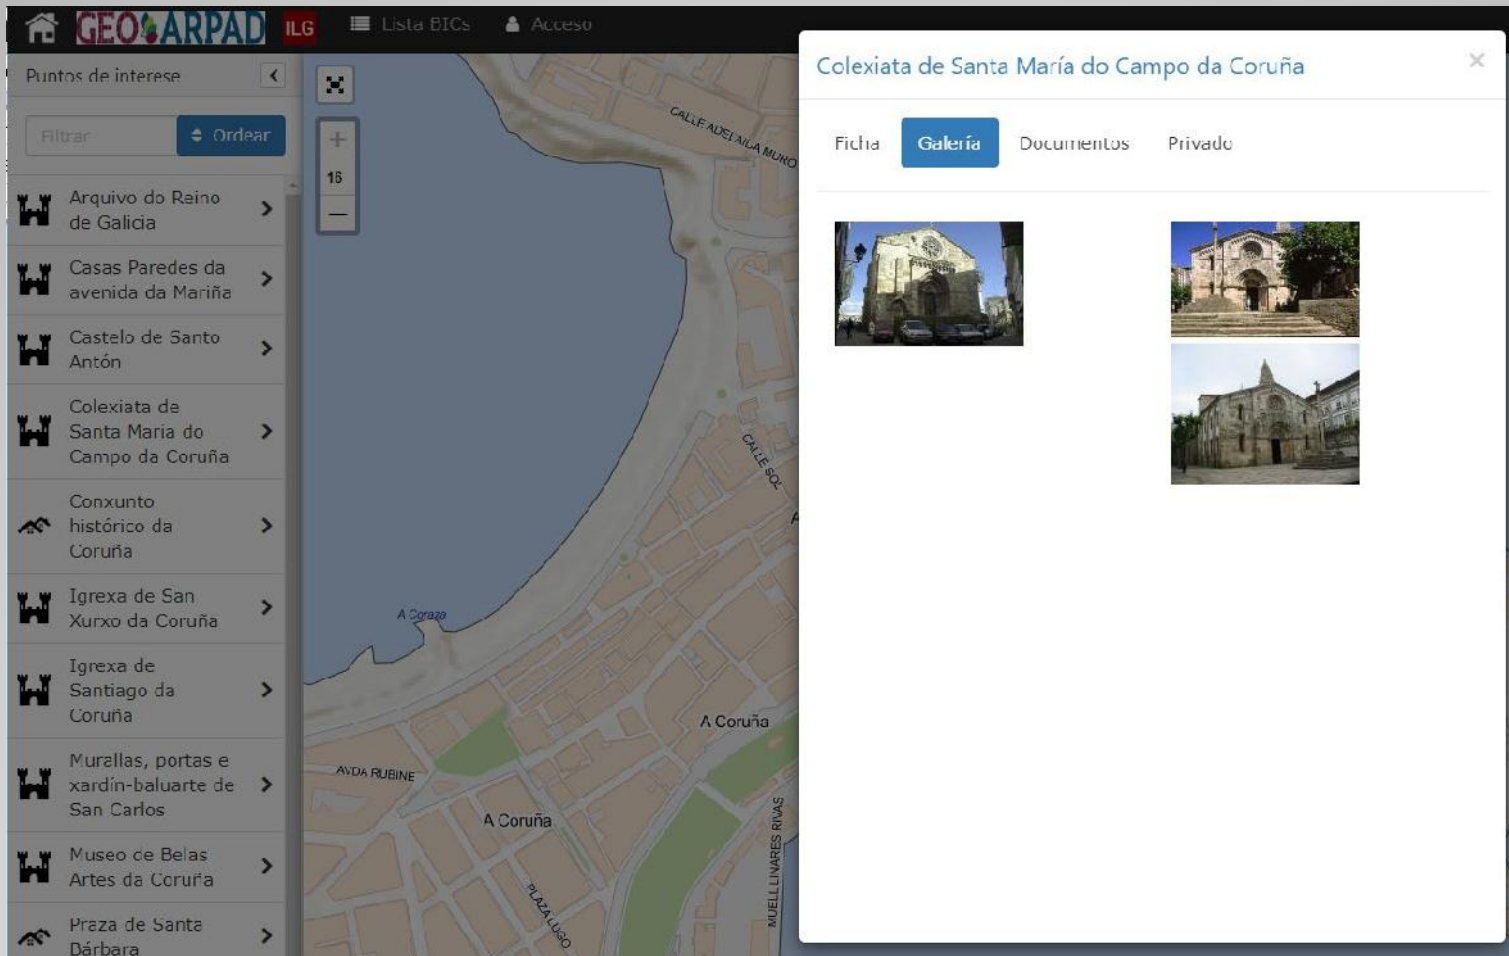 GEO ARPAD
ILG
Lista BICs
Acceso
Puntos de interese
Filtrar
Ordear
Arquivo do Reino
de Galicia
Casas Paredes da
avenida da Mariña
Castelo de Santo
Antón
Colexiata de
Santa María do
Campo da Coruña
Conxunto
histórico da
Coruña
Igrexa de San
Xurxo da Coruña
Igrexa de
Santiago da
Coruña
Murallas, portas e
xardín-baluarte de
San Carlos
Museo de Belas
Artes da Coruña
Praza de Santa
Bárbara
+
16
—
CALLE ADELAIDA MURO
CALLE SOL
A Coraza
A Coruña
AVDA RUBINE
A Coruña
PLAZA LUGO
MUELLLINARES RIVAS
Colexiata de Santa María do Campo da Coruña
×
Ficha
Galería
Documentos
Privado